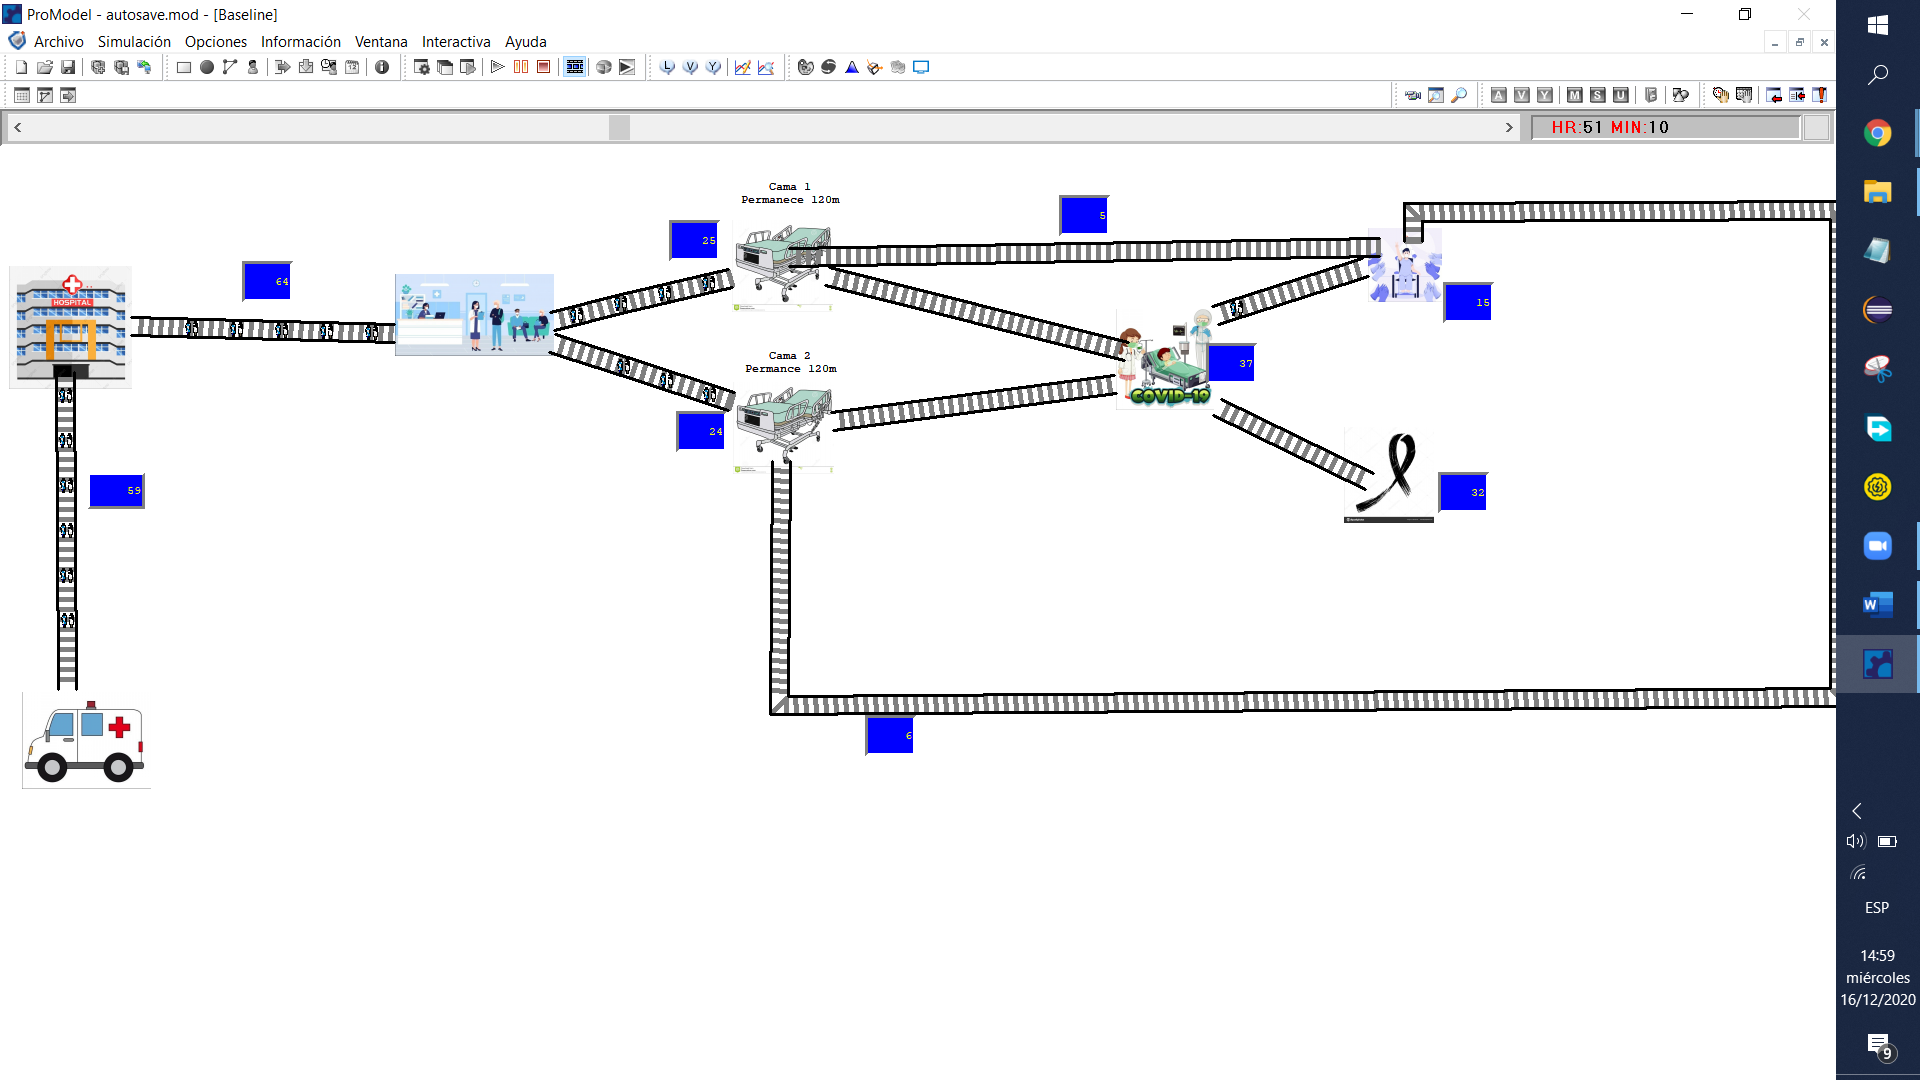 ProModel - autosave.mod - [Baseline]
Archivo Simulación Opciones Información Ventana Interactiva Ayuda
HR:51 MIN:10
Cama 1
Permanece 120m
5
25
64
HOSPITAL
15
Cama 2
Permance 120m
37
COVID-19
24
59
32
6
ESP
14:59
miércoles
16/12/2020
9